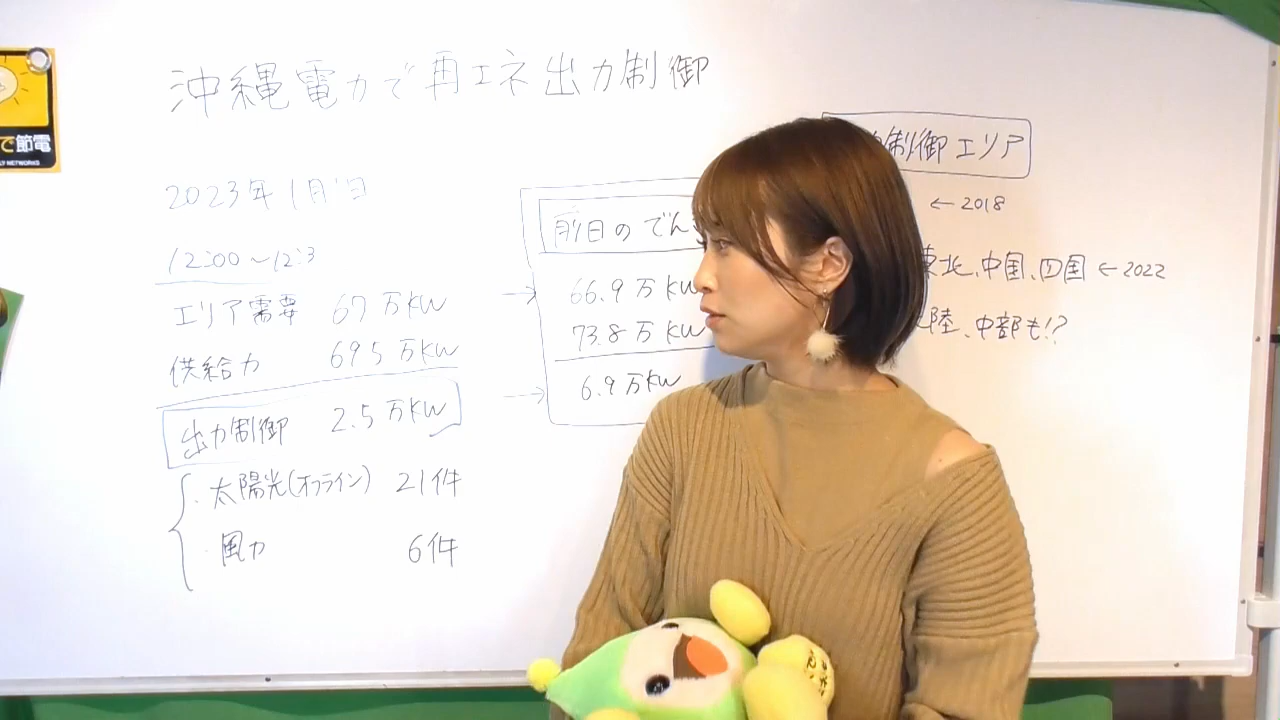 沖縄電力で再エネ出力制御
で節電
LY NETWORKS
2023年1月1日
12:00～12:3
エリア需要 67万kW
供給力 69.5万kW
出力制御 2.5万kW
・太陽光(オフライン) 21件
・風力 6件
前日のでん
66.9万kW
73.8万kW
6.9万kW
制御エリア
←2018
東北、中国、四国←2022
陸、中部も!?